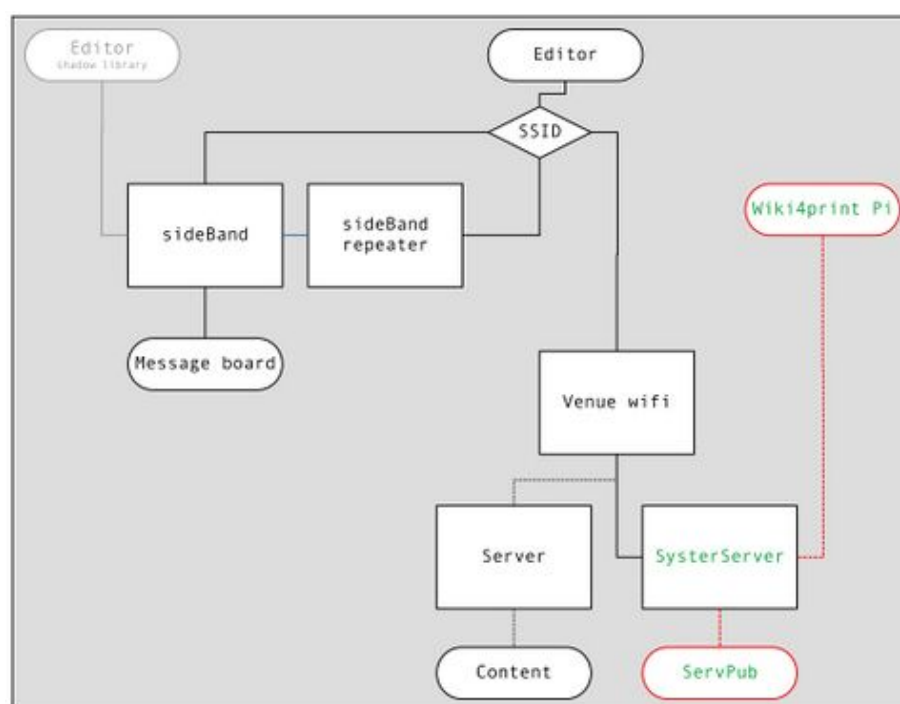 Editor
shadow library
Editor
SSID
sideBand
sideBand
repeater
Wiki4print Pi
Message board
Venue wifi
Server
SysterServer
Content
ServPub